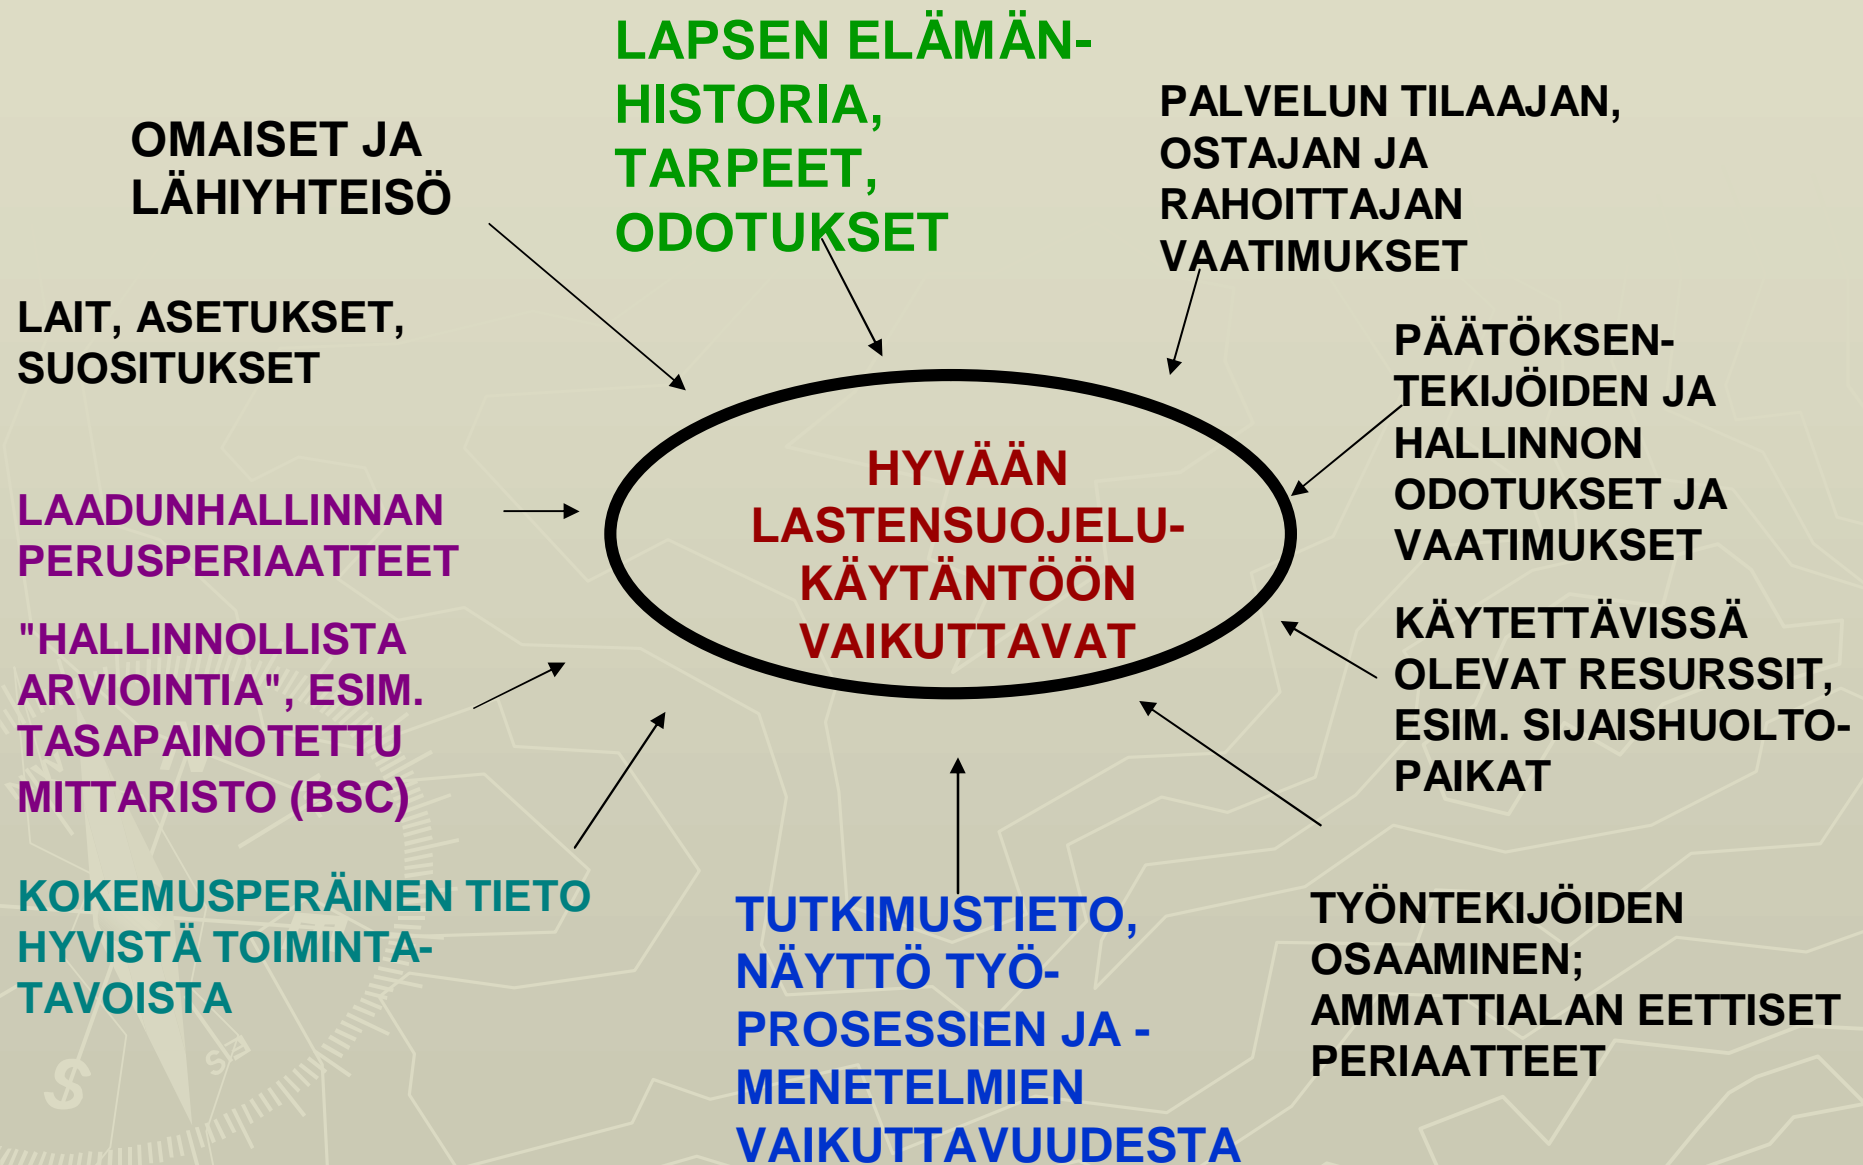 LAPSEN ELÄMÄN-
HISTORIA,
TARPEET,
ODOTUKSET
OMAISET JA
LÄHIYHTEISÖ
PALVELUN TILAAJAN,
OSTAJAN JA
RAHOITTAJAN
VAATIMUKSET
LAIT, ASETUKSET,
SUOSITUKSET
PÄÄTÖKSEN-
TEKIJÖIDEN JA
HALLINNON
ODOTUKSET JA
VAATIMUKSET
HYVÄÄN
LASTENSUOJELU-
KÄYTÄNTÖÖN
VAIKUTTAVAT
LAADUNHALLINNAN
PERUSPERIAATTEET
"HALLINNOLLISTA
ARVIOINTIA", ESIM.
TASAPAINOTETTU
MITTARISTO (BSC)
KÄYTETTÄVISSÄ
OLEVAT RESURSSIT,
ESIM. SIJAISHUOLTO-
PAIKAT
KOKEMUSPERÄINEN TIETO
HYVISTÄ TOIMINTA-
TAVOISTA
TUTKIMUSTIETO,
NÄYTTÖ TYÖ-
PROSESSIEN JA -
MENETELMIEN
VAIKUTTAVUUDESTA
TYÖNTEKIJÖIDEN
OSAAMINEN;
AMMATTIALAN EETTISET
PERIAATTEET
NW
N
S
SE